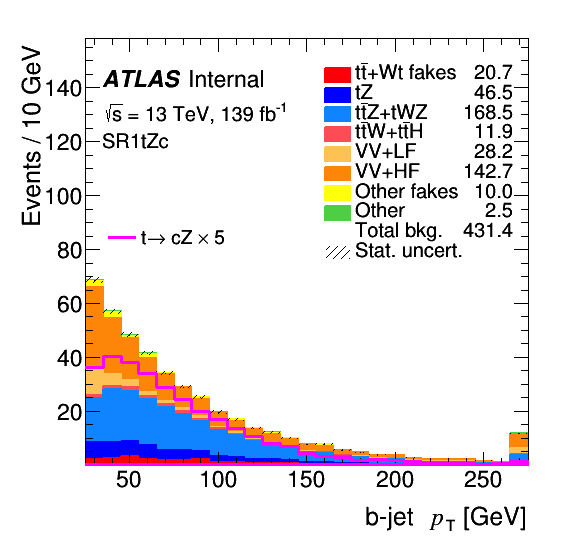 Events / 10 GeV
ATLAS Internal
√s = 13 TeV, 139 fb⁻¹
SR1tZc
t→ cZ × 5
tt̄+Wt fakes 20.7
tZ 46.5
tt̄Z+tWZ 168.5
tt̄W+tt̄H 11.9
VV+LF 28.2
VV+HF 142.7
Other fakes 10.0
Other 2.5
Total bkg. 431.4
Stat. uncert.
140
120
100
80
60
40
20
50 100 150 200 250
b-jet p_T [GeV]